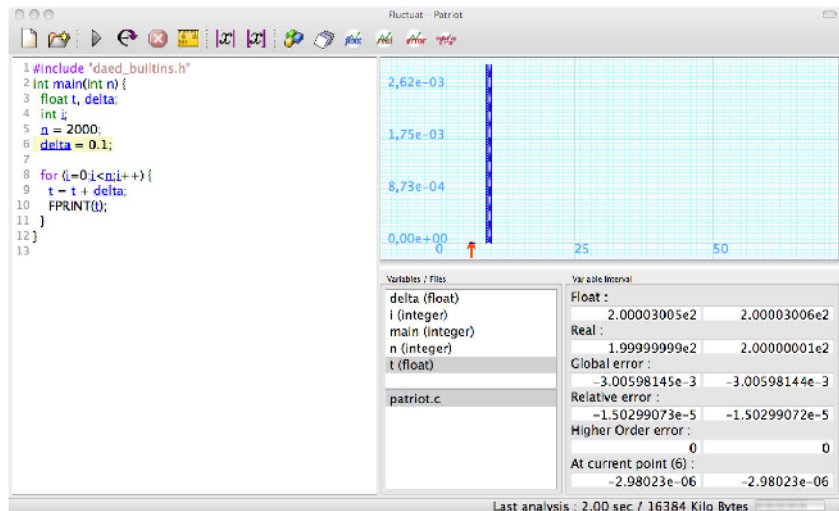 Fluctuat - Patriot
|x| |x|
1 #include "daed_builtins.h"
2 int main(int n) {
3 float t, delta;
4 int i;
5 n = 2000;
6 delta = 0.1;
7
8 for (i=0;i<n;i++) {
9 t = t + delta;
10 FPRINT(t);
11 }
12 }
13
2,62e-03
1,75e-03
8,73e-04
0,00e+00
0 25 50
Variables / Files
delta (float)
i (integer)
main (integer)
n (integer)
t (float)
patriot.c
Variable Interval
Float :
2.00003005e2 2.00003006e2
Real :
1.99999999e2 2.00000001e2
Global error :
-3.00598145e-3 -3.00598144e-3
Relative error :
-1.50299073e-5 -1.50299072e-5
Higher Order error :
0 0
At current point (6) :
-2.98023e-06 -2.98023e-06
Last analysis : 2.00 sec / 16384 Kilo Bytes